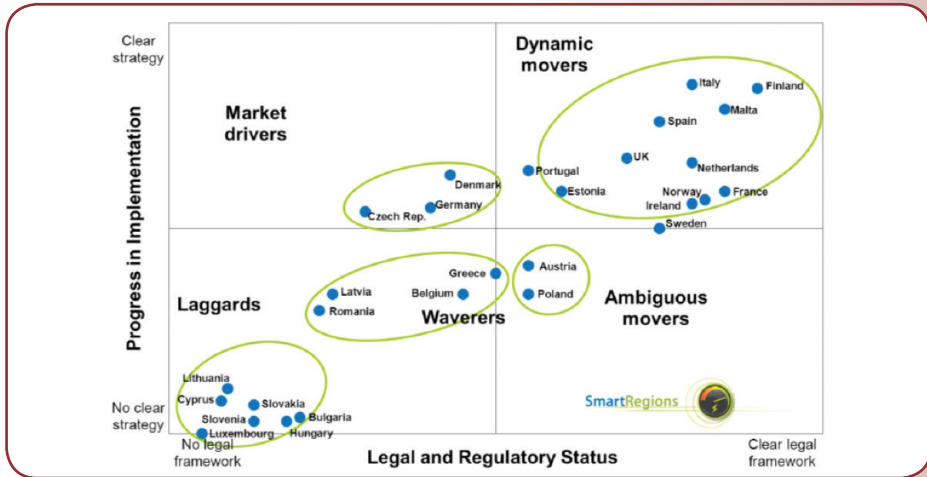 Clear
strategy
Dynamic
movers
Italy
Finland
Malta
Market
drivers
Spain
UK
Netherlands
Portugal
Denmark
Estonia
Norway
France
Germany
Czech Rep.
Ireland
Sweden
Progress in Implementation
Greece
Austria
Laggards
Latvia
Belgium
Poland
Ambiguous
movers
Romania
Waverers
Lithuania
Cyprus
Slovakia
SmartRegions
No clear
strategy
Slovenia
Bulgaria
Luxembourg
Hungary
No legal
framework
Legal and Regulatory Status
Clear legal
framework